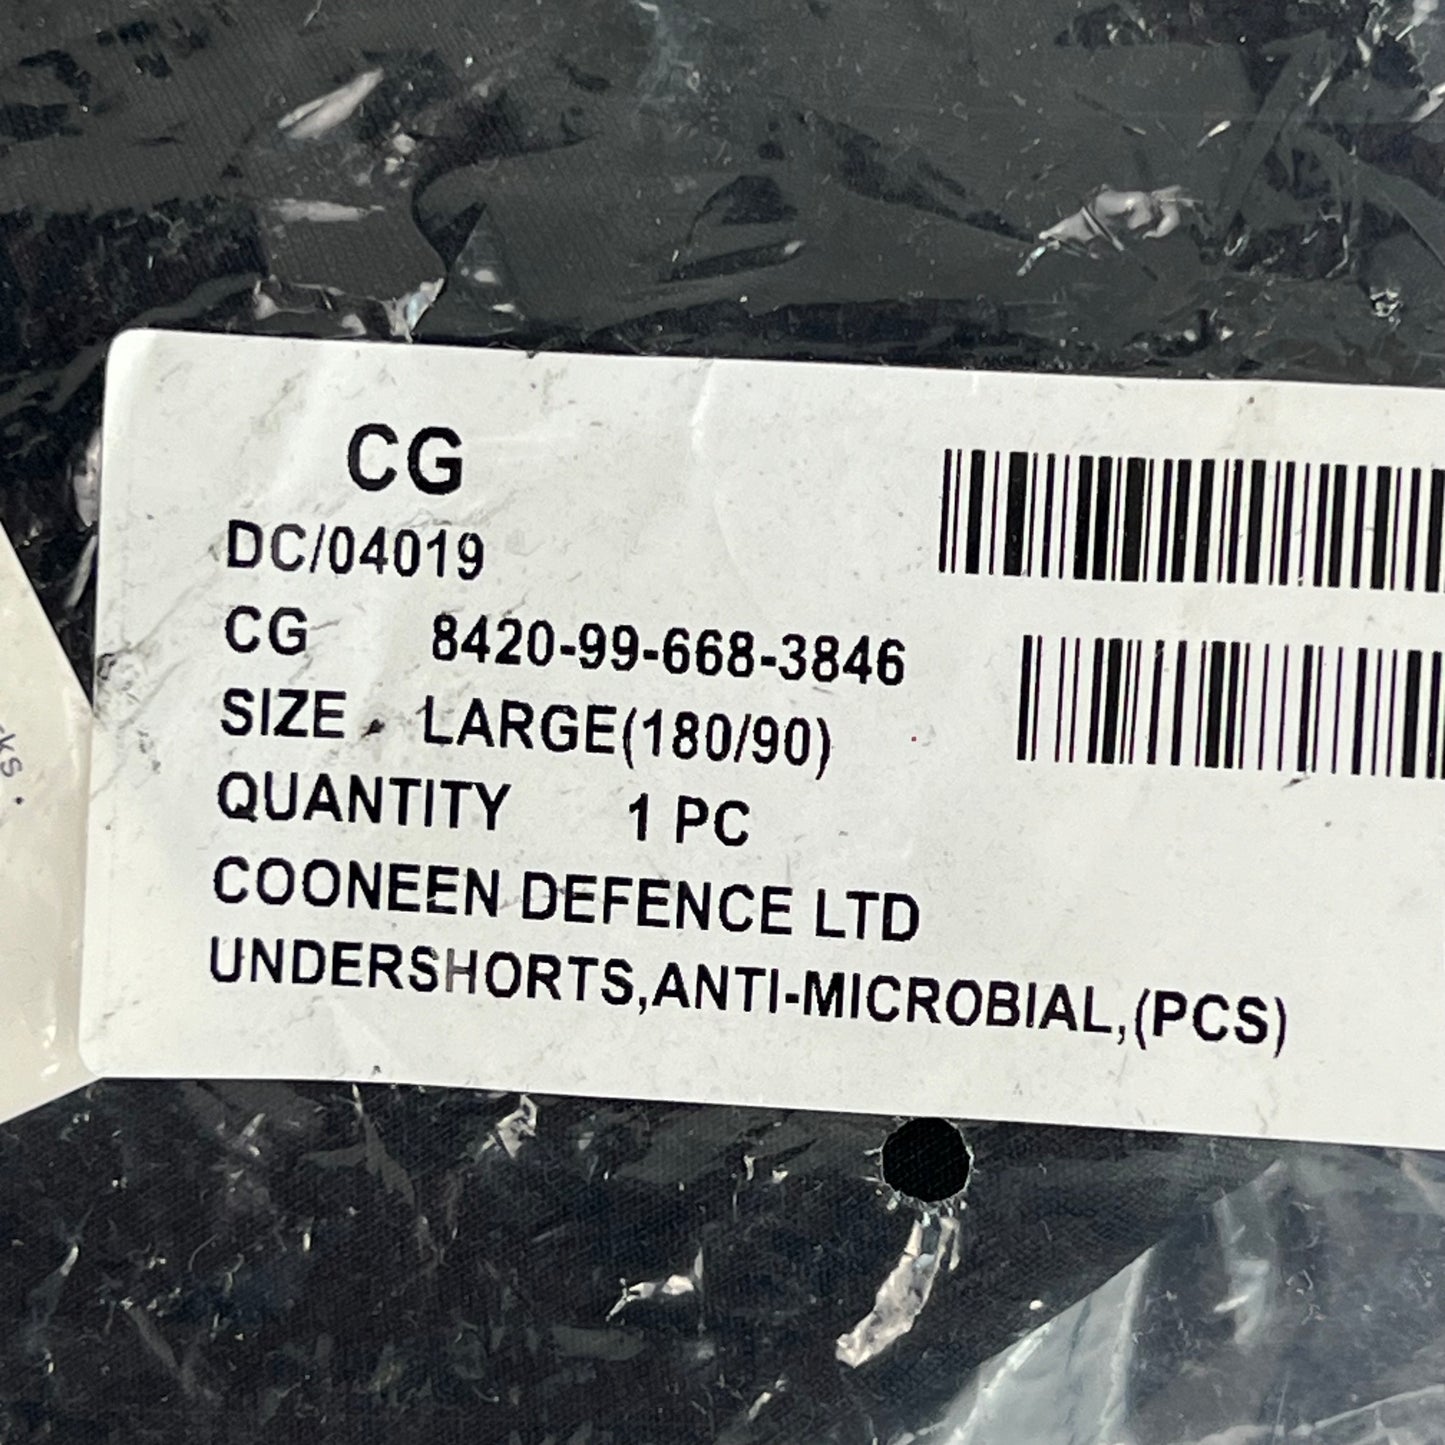 CG
DC/04019
CG 8420-99-668-3846
SIZE . LARGE(180/90)
QUANTITY 1 PC
COONEEN DEFENCE LTD
UNDERSHORTS,ANTI-MICROBIAL,(PCS)